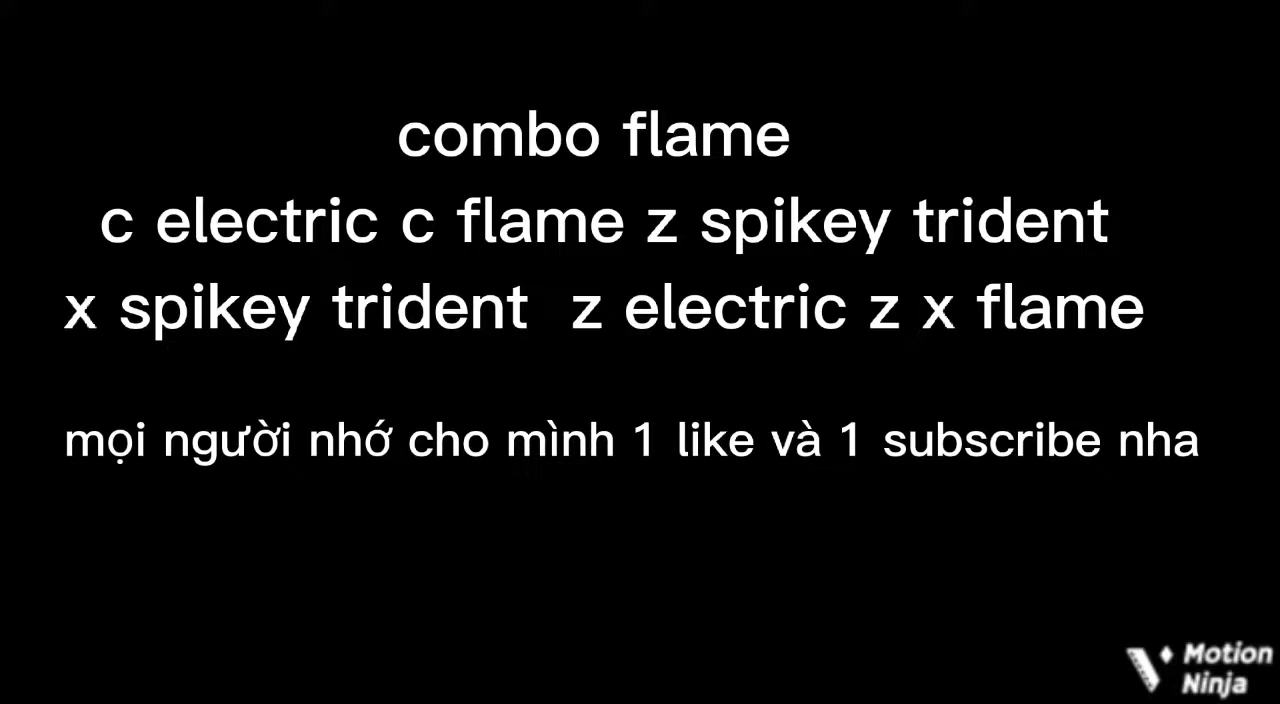 combo flame
c electric c flame z spikey trident
x spikey trident z electric z x flame
mọi người nhớ cho mình 1 like và 1 subscribe nha
Motion
Ninja